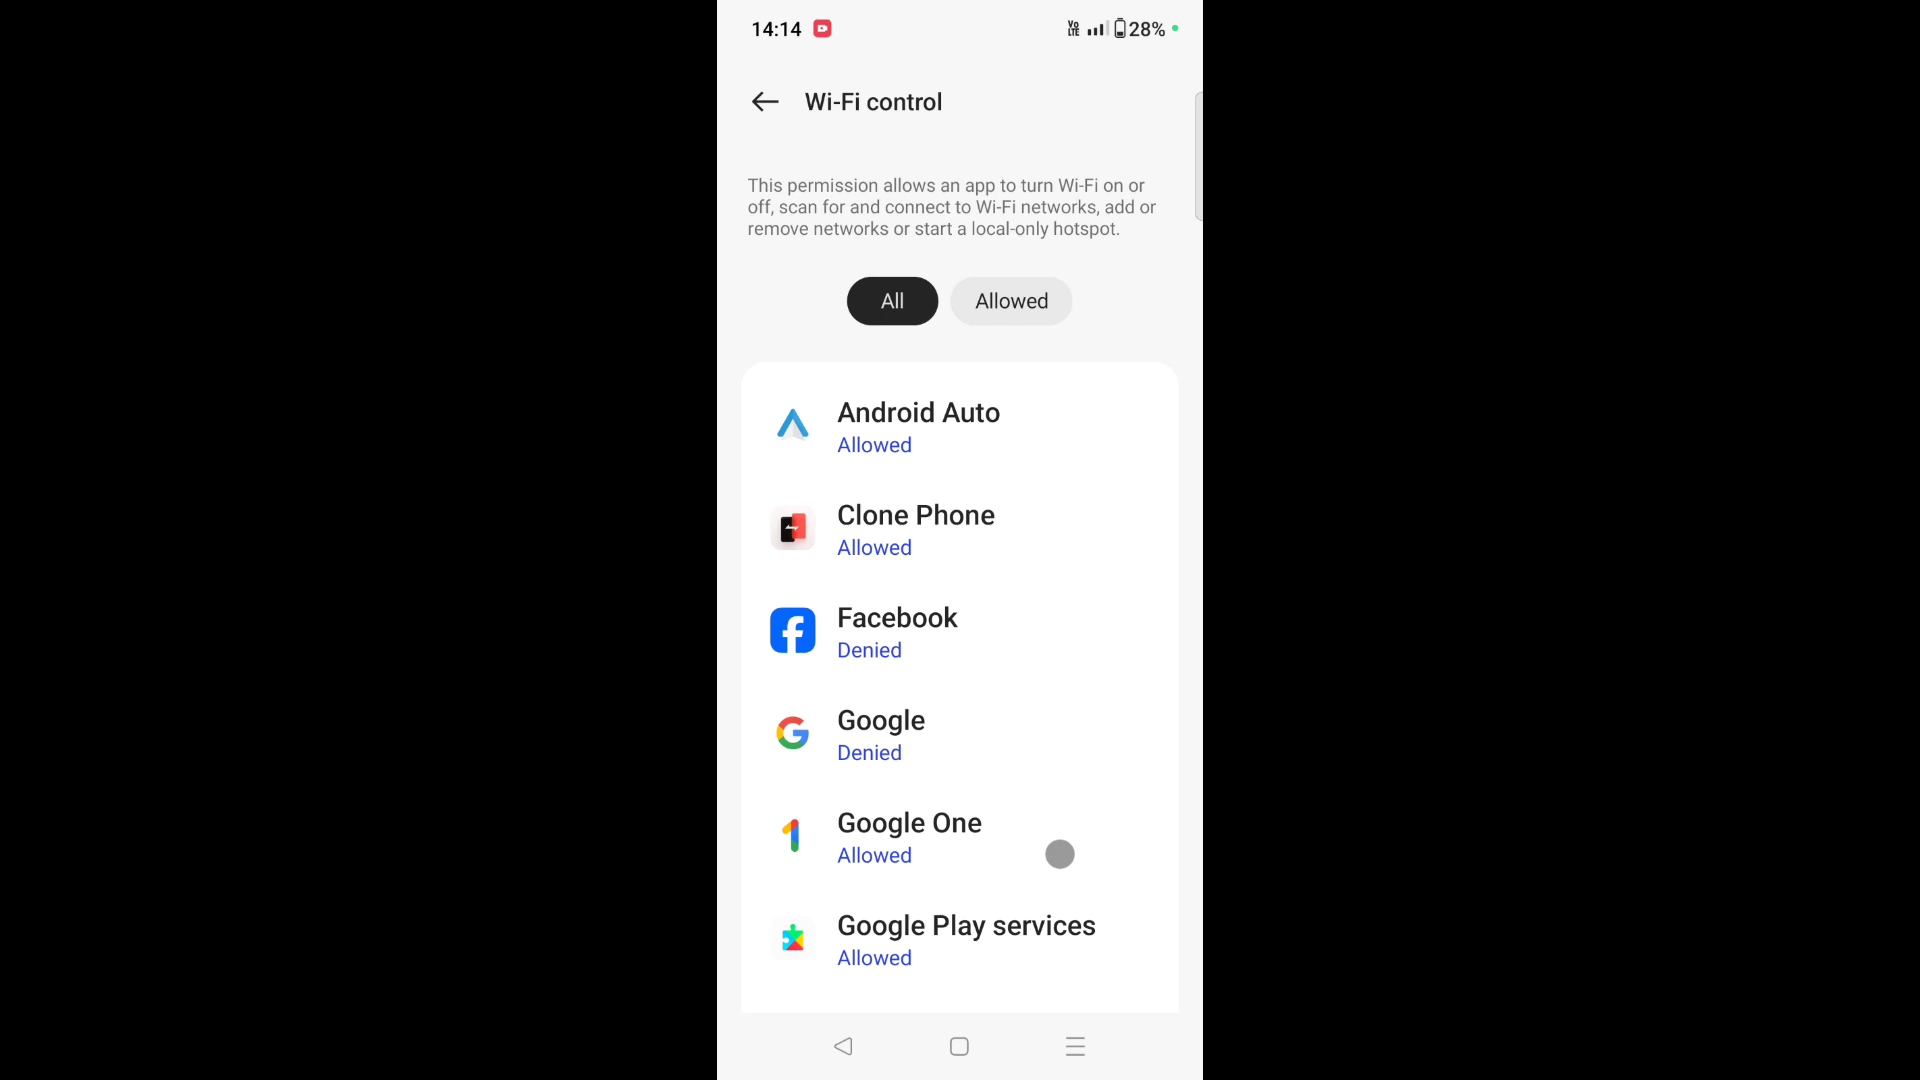 14:14
Vo LTE 28%
Wi-Fi control
This permission allows an app to turn Wi-Fi on or
off, scan for and connect to Wi-Fi networks, add or
remove networks or start a local-only hotspot.
All Allowed
Android Auto
Allowed
Clone Phone
Allowed
Facebook
Denied
Google
Denied
Google One
Allowed
Google Play services
Allowed